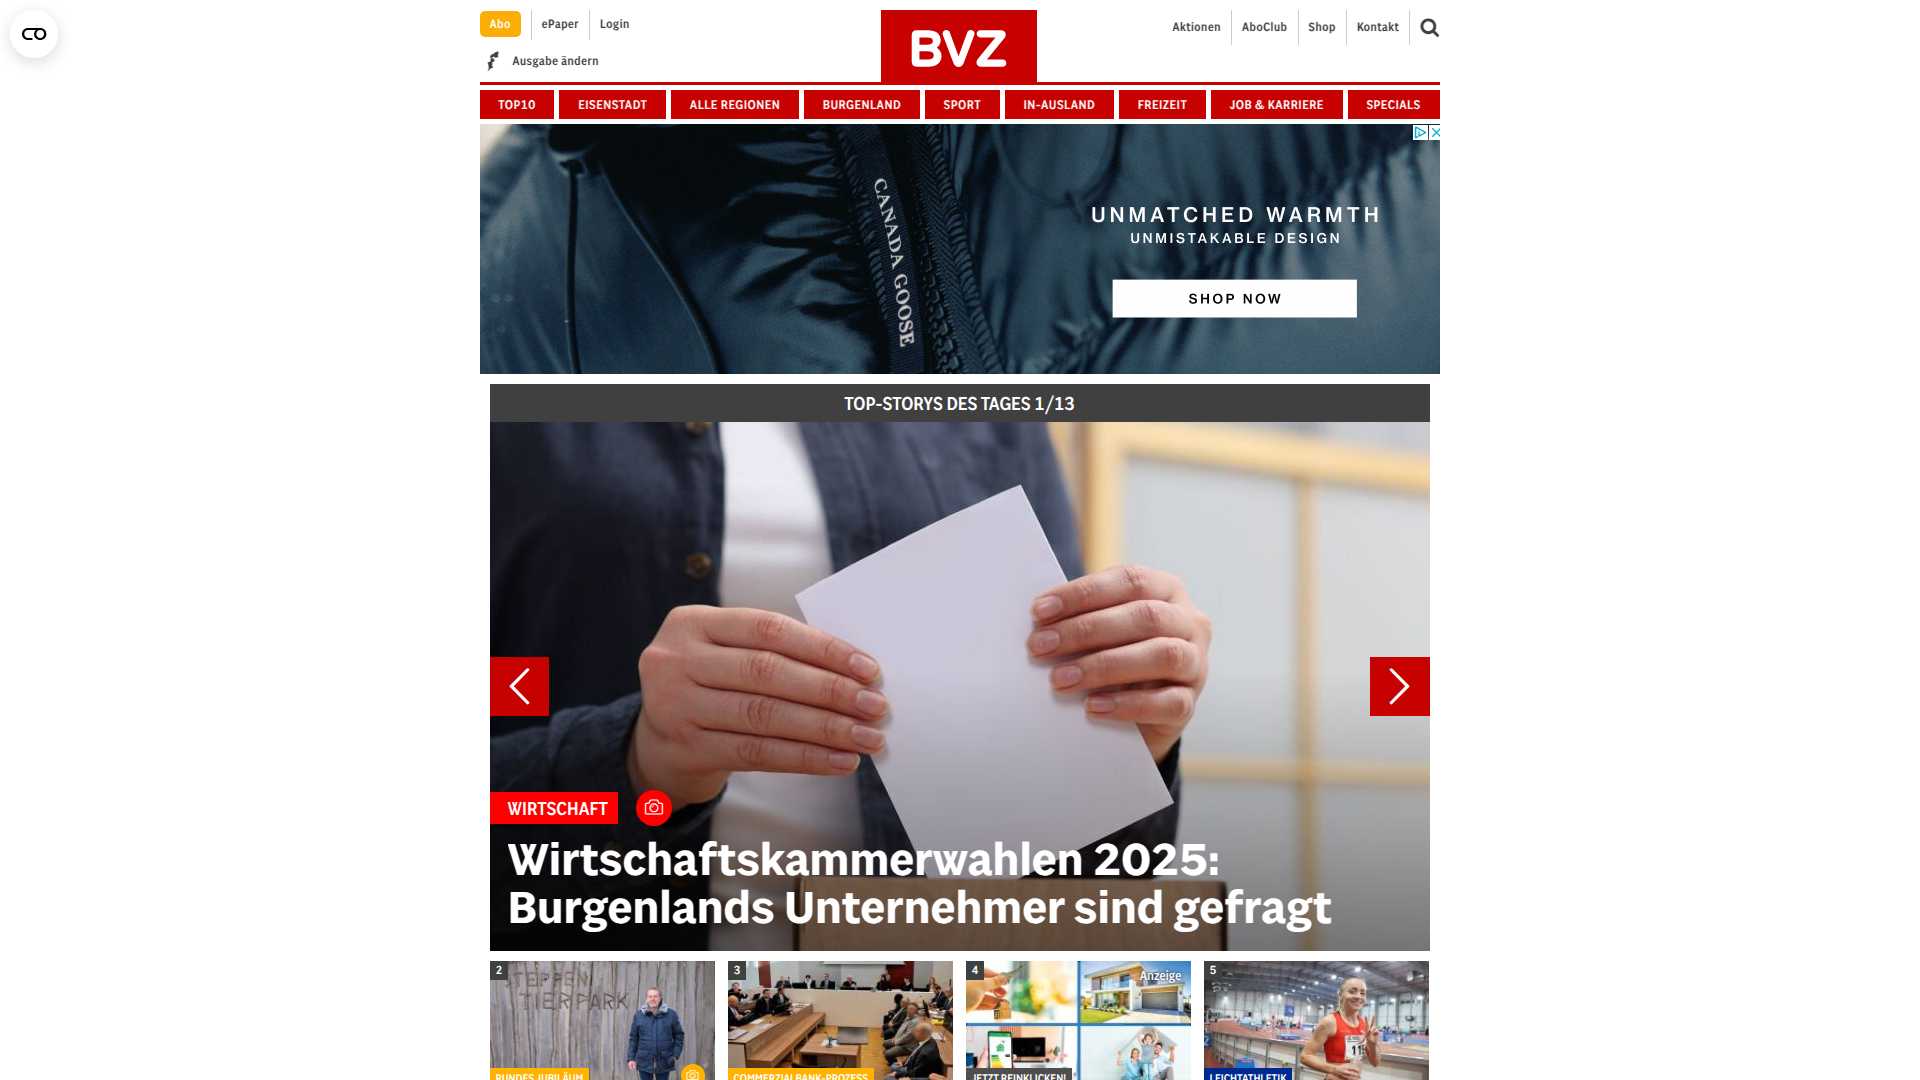 Abo
ePaper
Login
Ausgabe ändern
BVZ
Aktionen
AboClub
Shop
Kontakt
TOP10
EISENSTADT
ALLE REGIONEN
BURGENLAND
SPORT
IN-AUSLAND
FREIZEIT
JOB & KARRIERE
SPECIALS
CANADA GOOSE
UNMATCHED WARMTH
UNMISTAKABLE DESIGN
SHOP NOW
TOP-STORYS DES TAGES 1/13
WIRTSCHAFT
Wirtschaftskammerwahlen 2025:
Burgenlands Unternehmer sind gefragt
2
STEPPEN
TIERPARK
RUNDES JUBILÄUM
3
COMMERZIALBANK-PROZESS
4
Anzeige
JETZT REINKLICKEN!
5
11
LEICHTATHLETIK